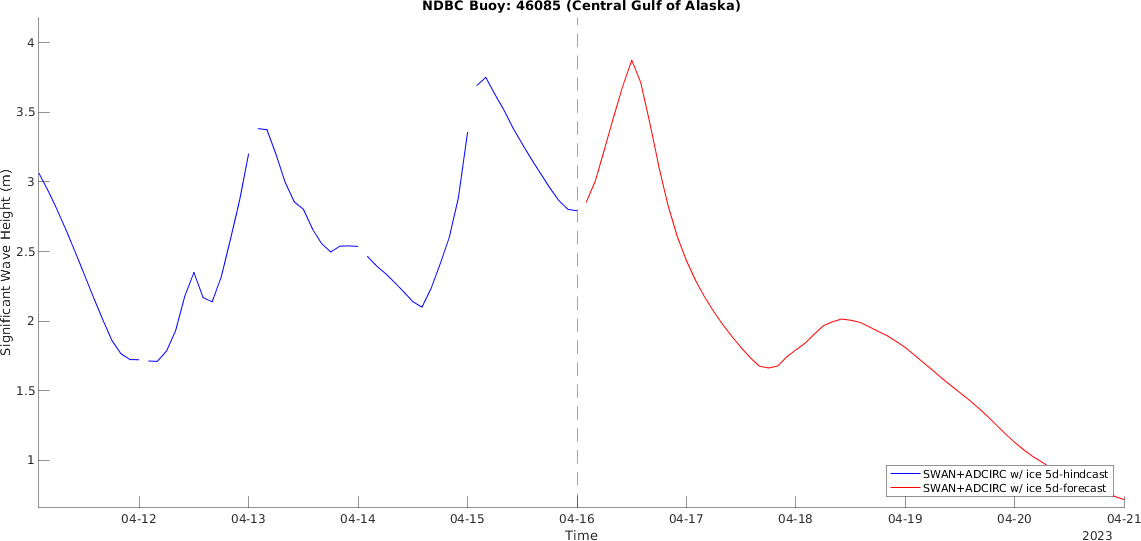 NDBC Buoy: 46085 (Central Gulf of Alaska)
Significant Wave Height (m)
4
3.5
3
2.5
2
1.5
1
SWAN+ADCIRC w/ ice 5d-hindcast
SWAN+ADCIRC w/ ice 5d-forecast
04-12 04-13 04-14 04-15 04-16 04-17 04-18 04-19 04-20 04-21
Time
2023